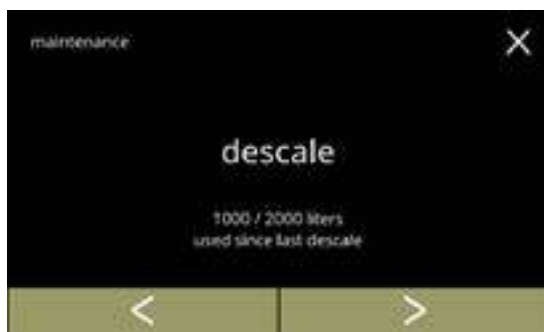 maintenance
X
descale
1000 / 2000 liters
used since last descale
< >